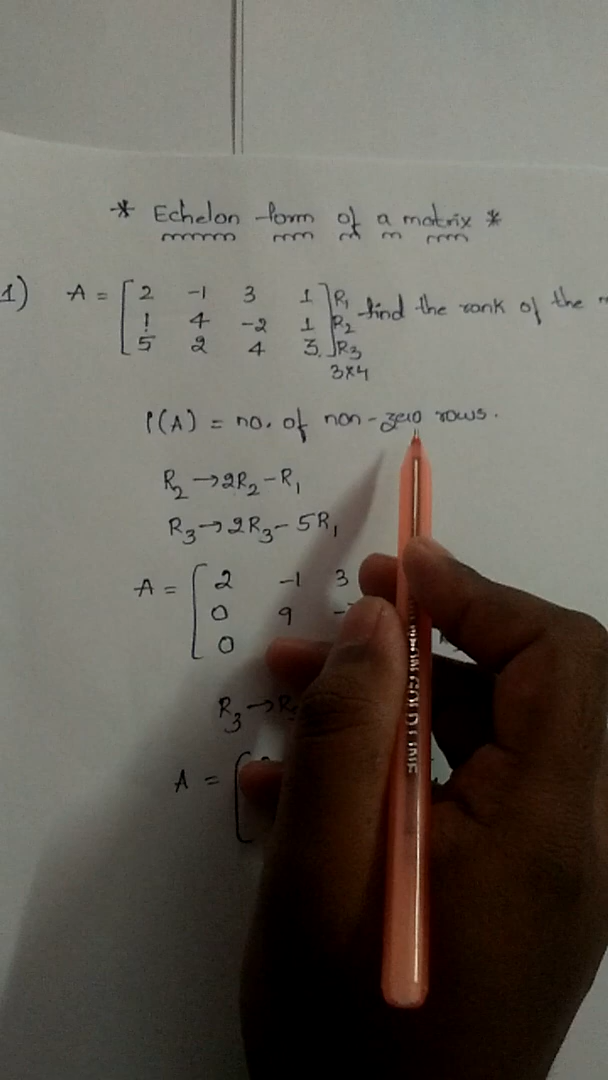 * Echelon form of a matrix *
1) A = [ 2 -1 3 1 ] R1 find the rank of the
1 4 -2 1 R2
5 2 4 3 ] R3
3×4
ρ(A) = no. of non-zero rows.
R2 → 2R2 - R1
R3 → 2R3 - 5R1
A = [ 2 -1 3
0 9
0
R3 →
A = [
GOLD LINE